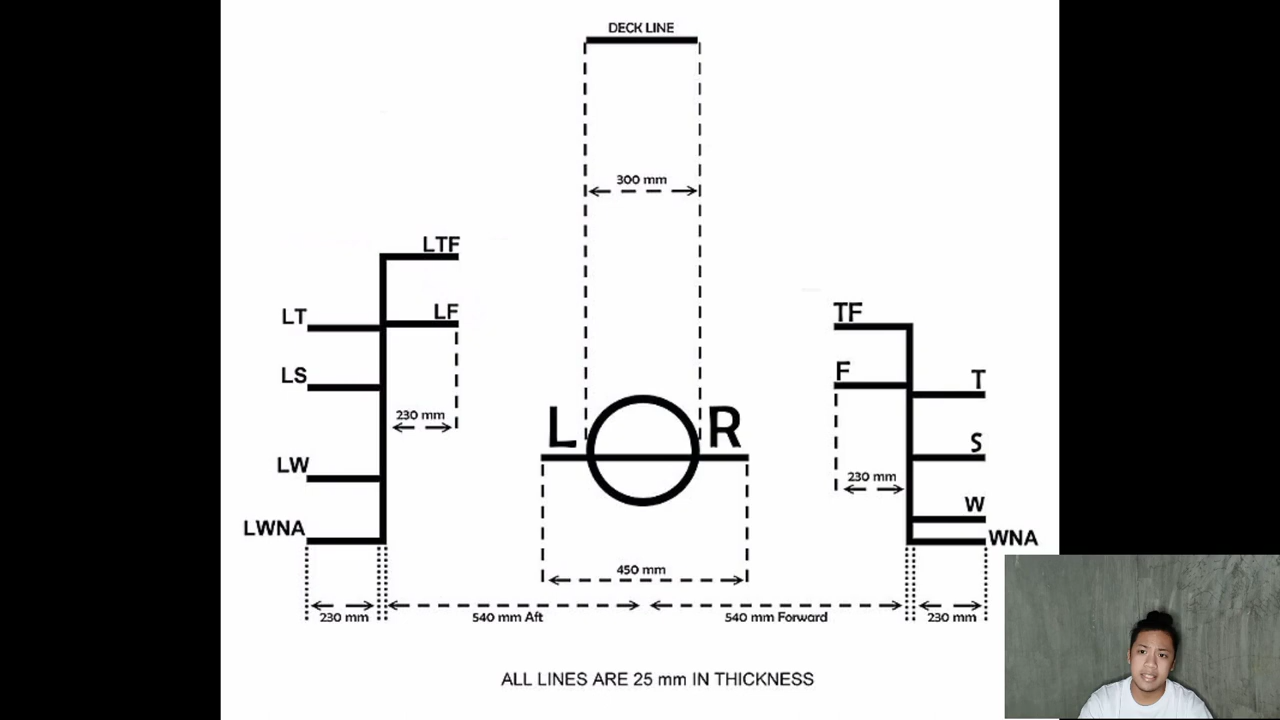 DECK LINE
300 mm
LTF
LT
LF
TF
LS
F
T
230 mm
L
R
S
LW
230 mm
W
LWNA
WNA
450 mm
230 mm
540 mm Aft
540 mm Forward
230 mm
ALL LINES ARE 25 mm IN THICKNESS